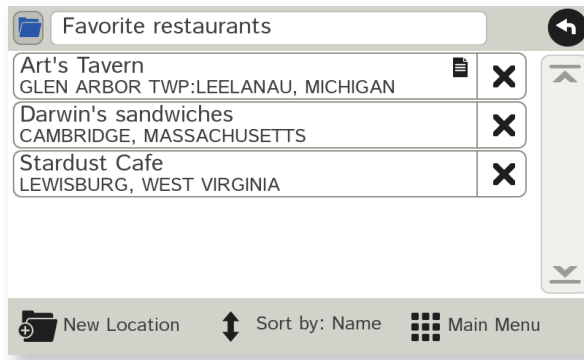 Favorite restaurants
Art's Tavern
GLEN ARBOR TWP:LEELANAU, MICHIGAN
Darwin's sandwiches
CAMBRIDGE, MASSACHUSETTS
Stardust Cafe
LEWISBURG, WEST VIRGINIA
New Location Sort by: Name Main Menu